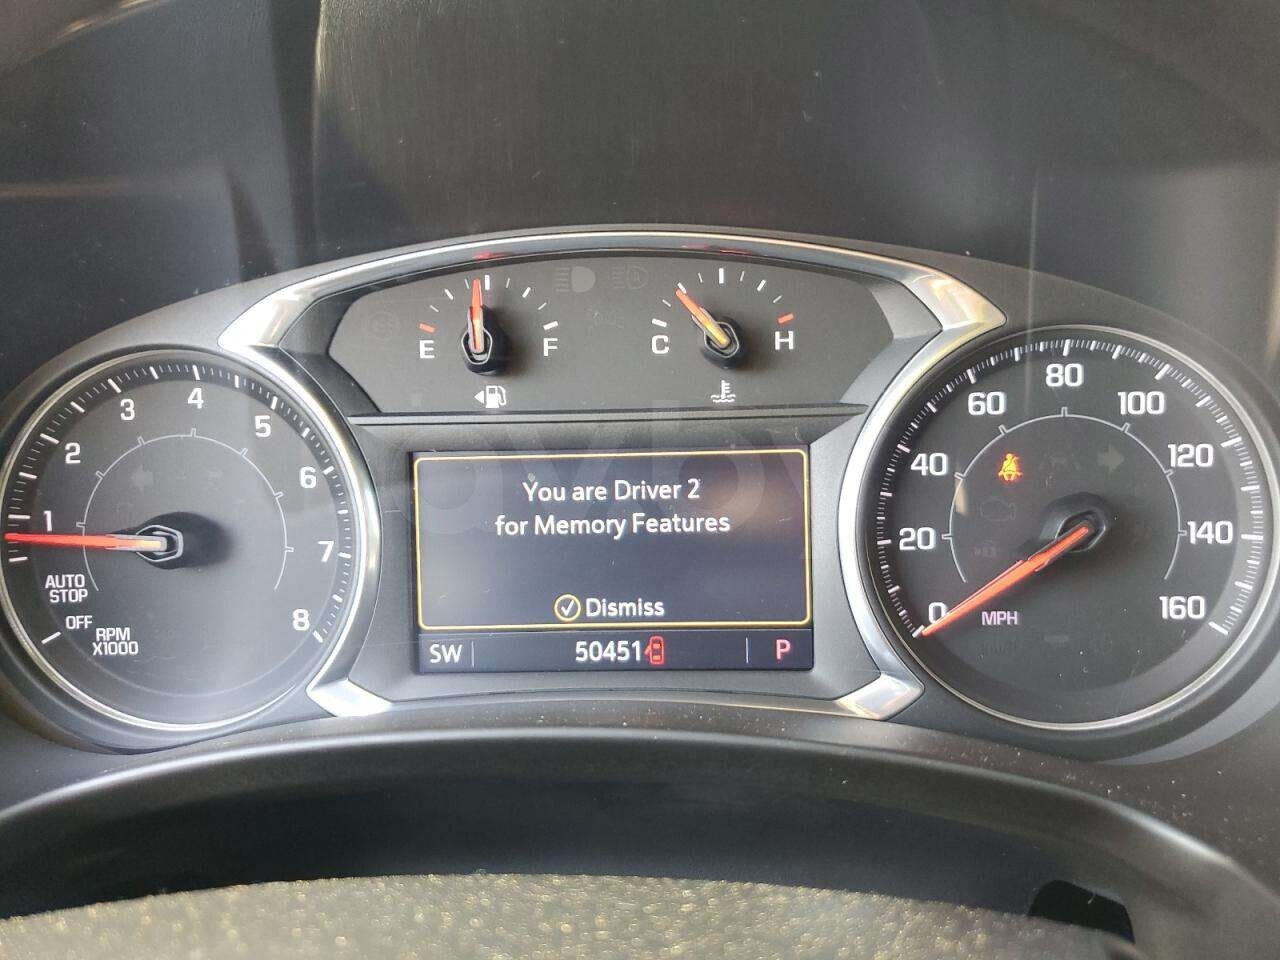 E
F
C
H
1
2
3
4
5
6
7
8
AUTO
STOP
OFF
RPM
X1000
You are Driver 2
for Memory Features
Dismiss
SW
50451
P
0
20
40
60
80
100
120
140
160
MPH